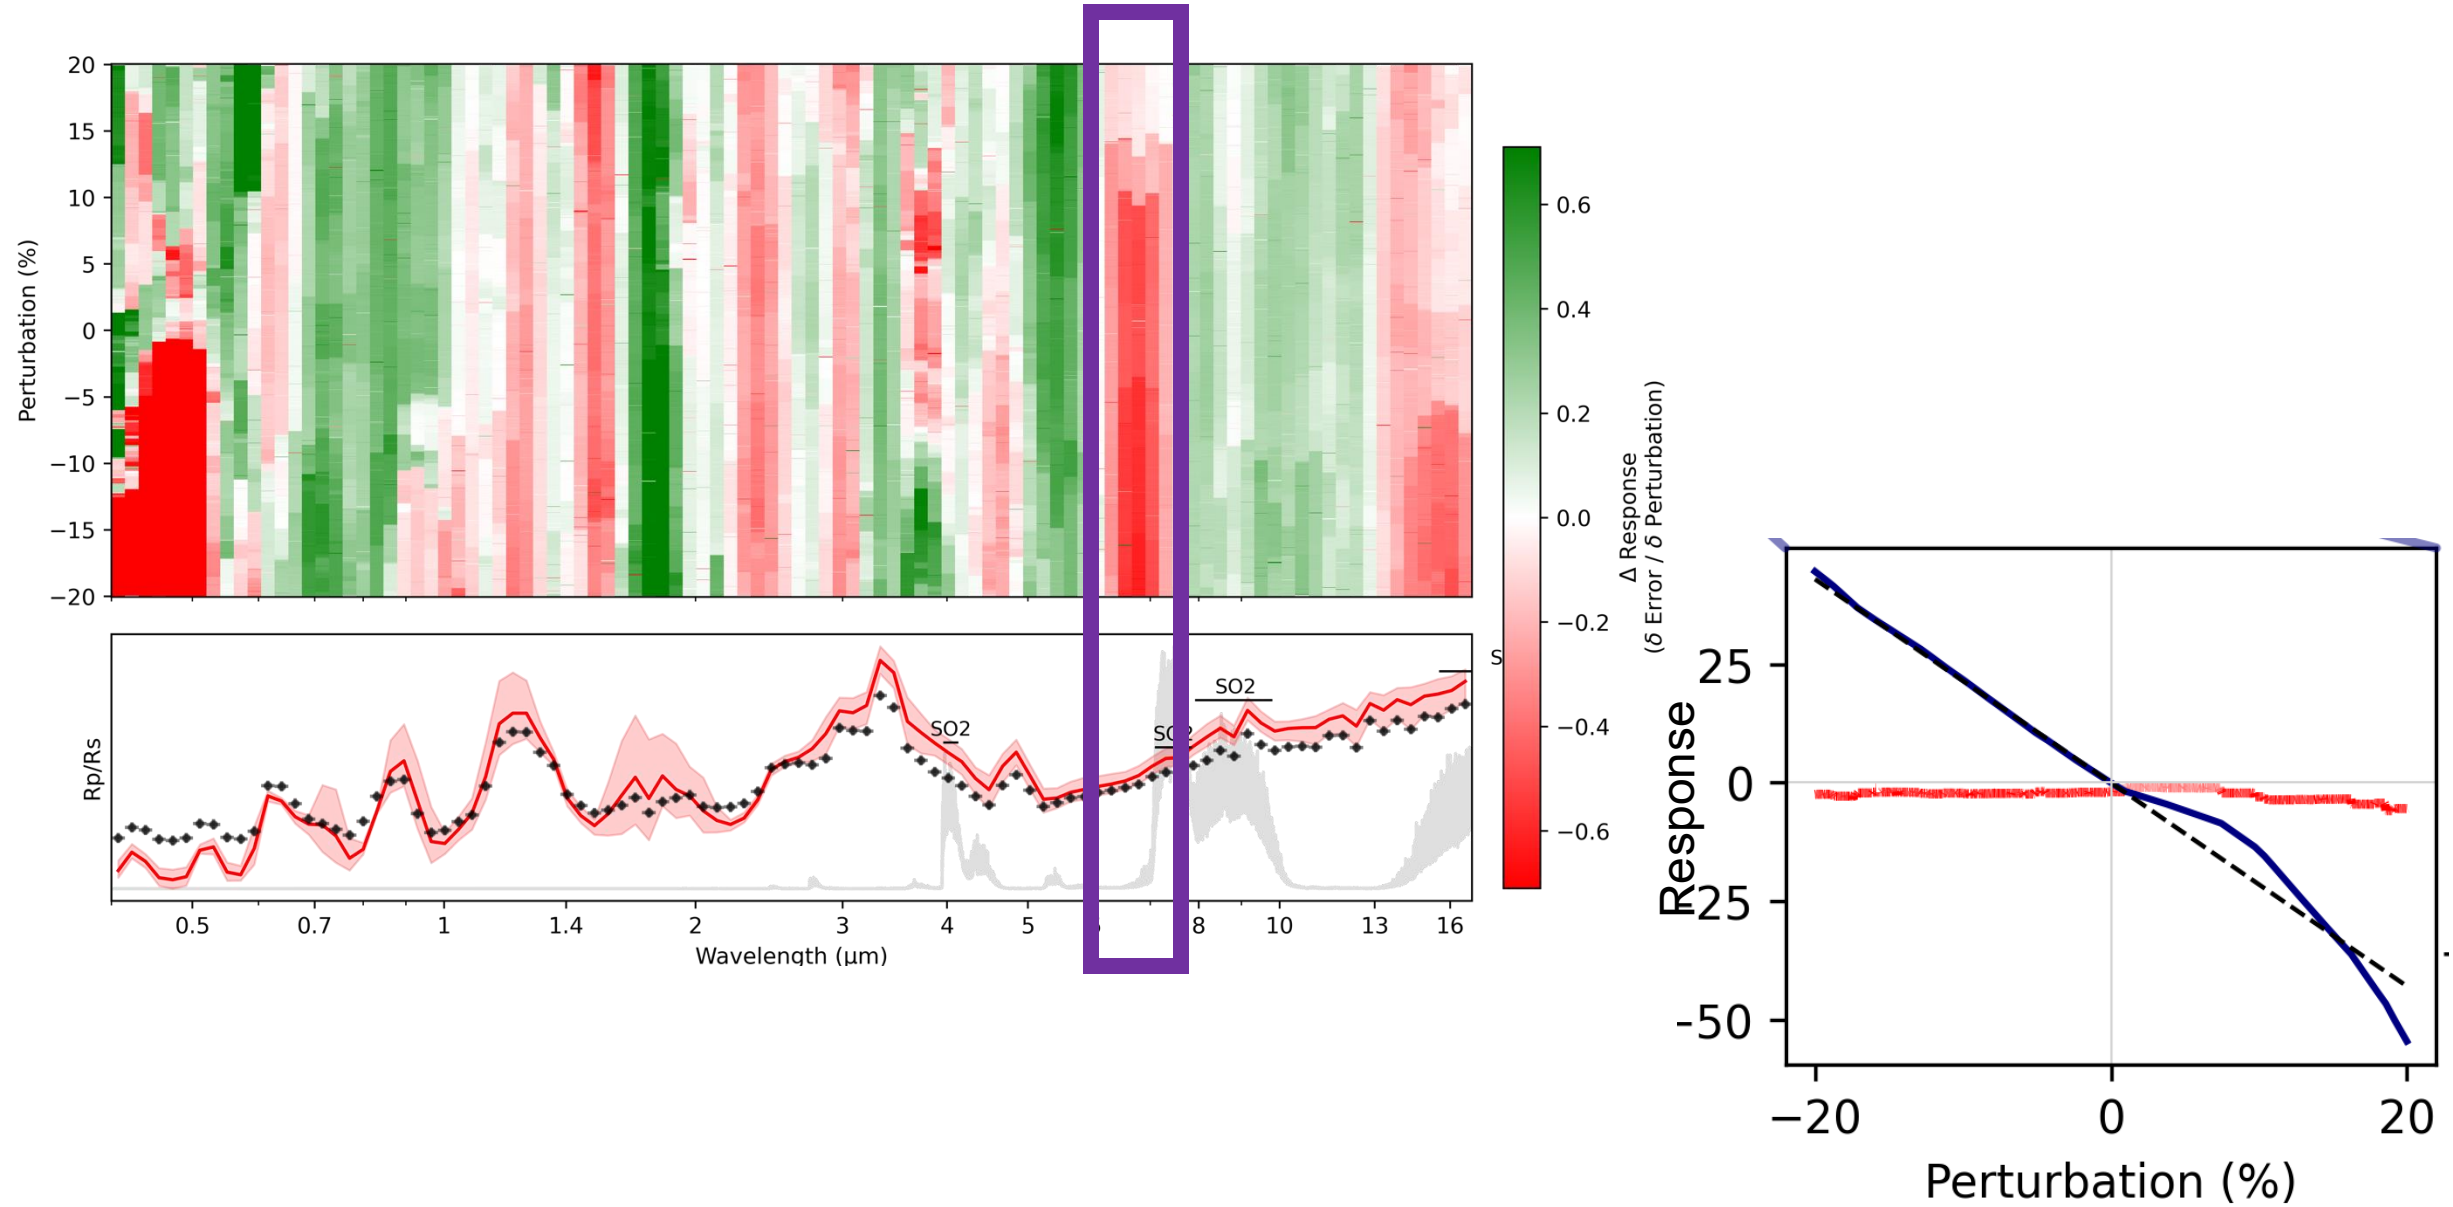 20
15
10
5
0
−5
−10
−15
−20
Perturbation (%)
0.6
0.4
0.2
0.0
−0.2
−0.4
−0.6
Δ Response
(δ Error / δ Perturbation)
SO2
SO2
S
Rp/Rs
0.5 0.7 1 1.4 2 3 4 5 8 10 13 16
Wavelength (μm)
25
0
-25
-50
Response
−20 0 20
Perturbation (%)